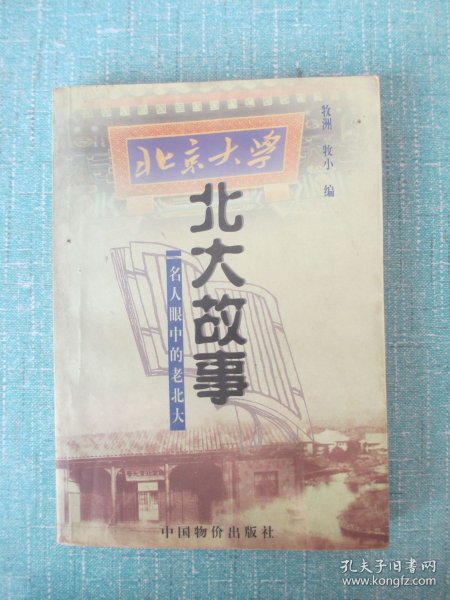 北京大学
牧洲 牧小 编
北大故事
—名人眼中的老北大
中国物价出版社
孔夫子旧书网
www.kongfz.com